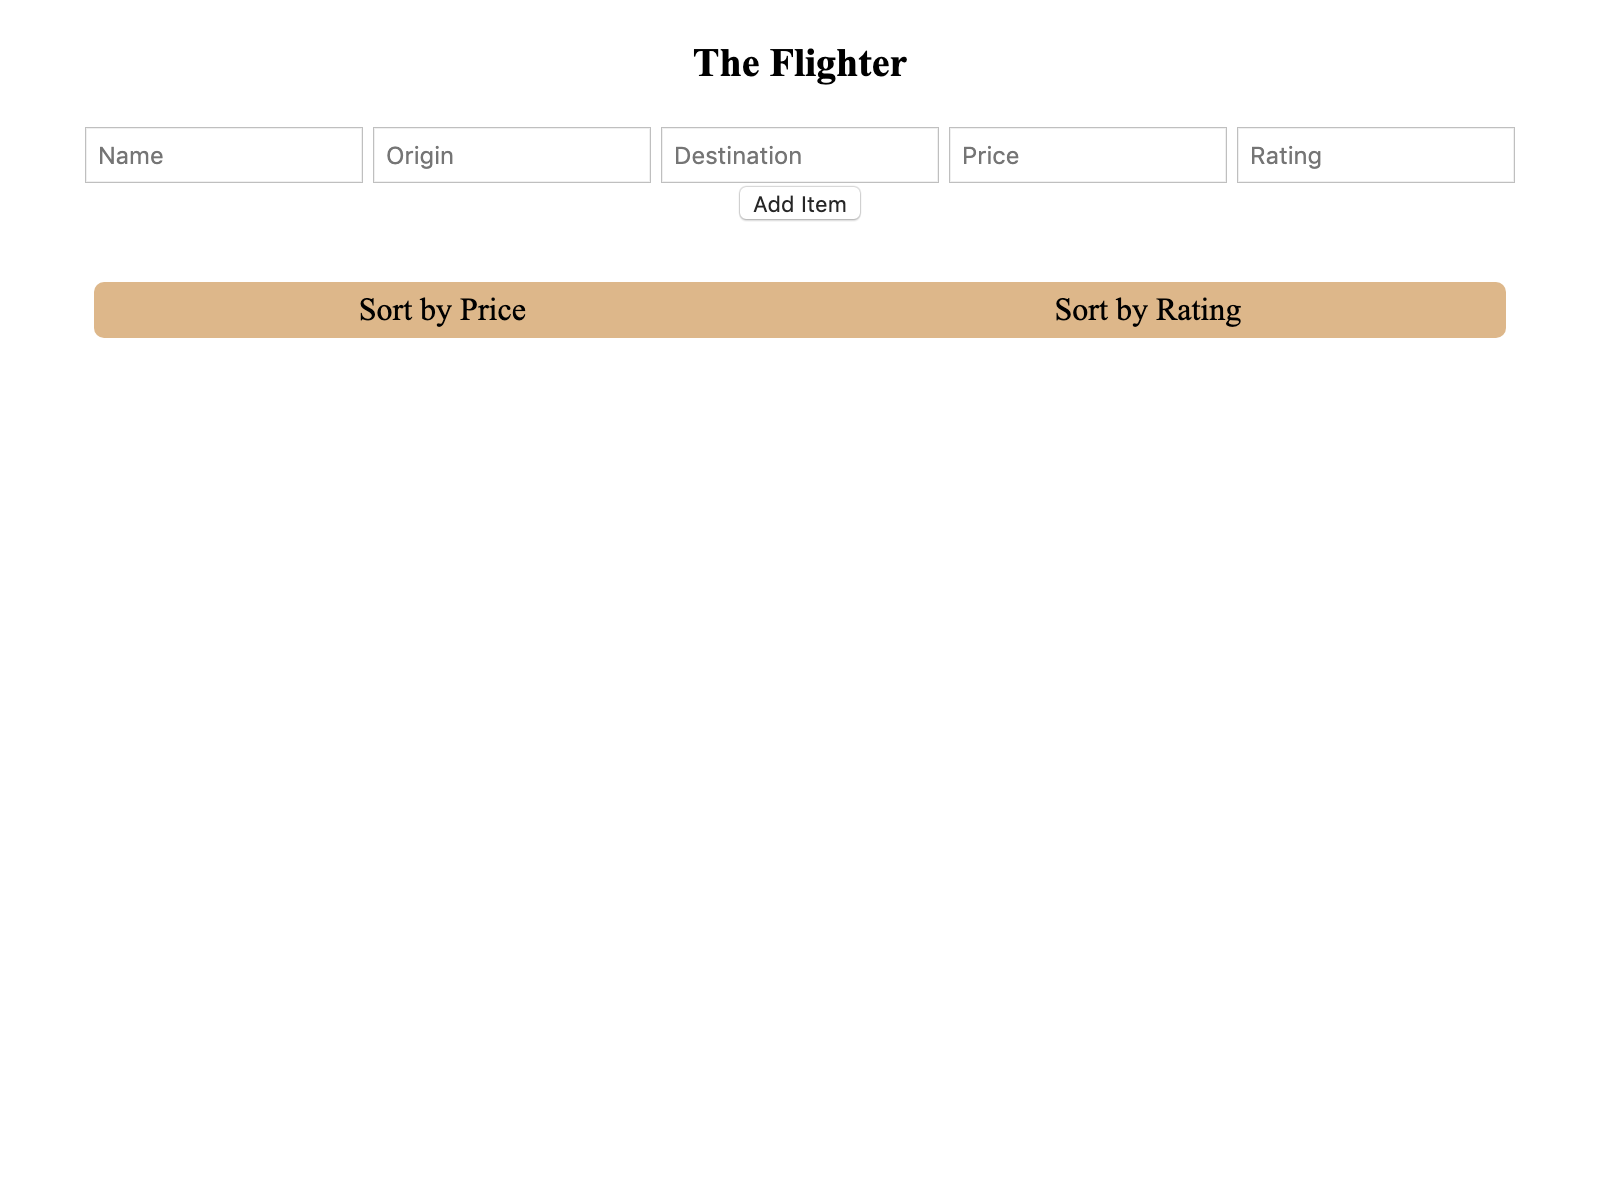 The Flighter
Name Origin Destination Price Rating
Add Item
Sort by Price Sort by Rating